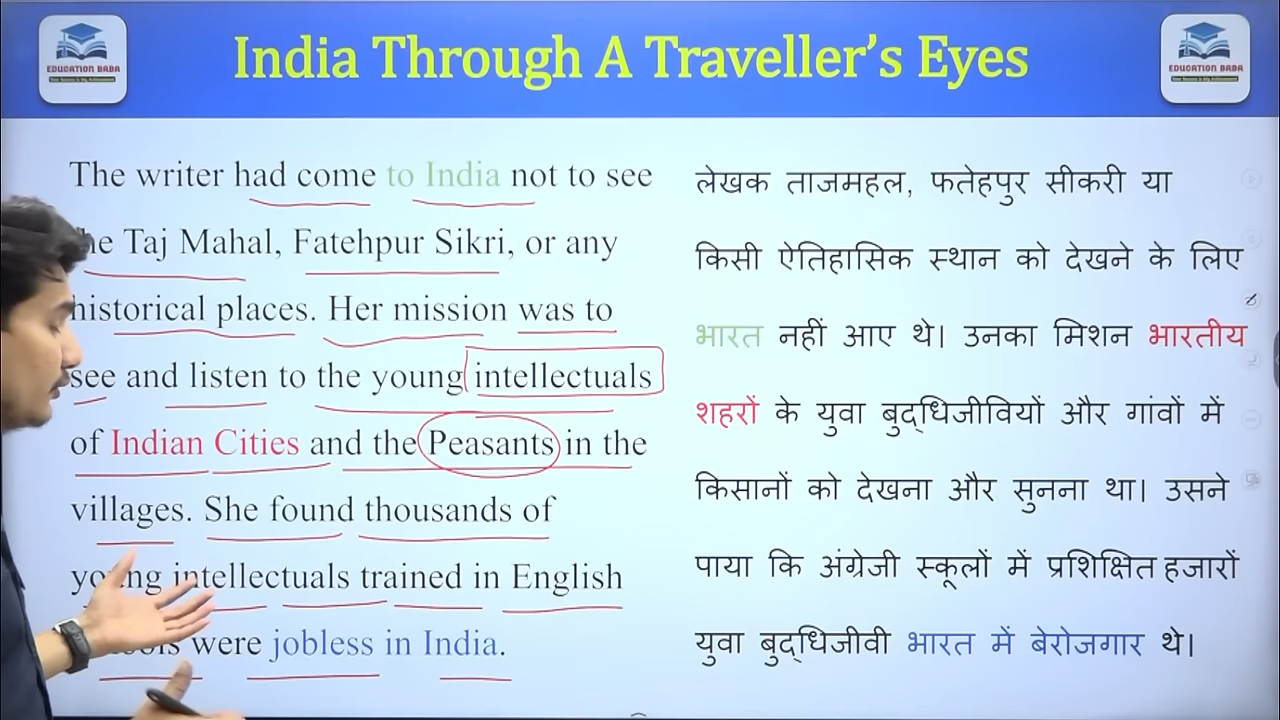 EDUCATION BABA
India Through A Traveller's Eyes
EDUCATION BABA
The writer had come to India not to see
the Taj Mahal, Fatehpur Sikri, or any
historical places. Her mission was to
see and listen to the young intellectuals
of Indian Cities and the Peasants in the
villages. She found thousands of
young intellectuals trained in English
were jobless in India.
लेखक ताजमहल, फतेहपुर सीकरी या
किसी ऐतिहासिक स्थान को देखने के लिए
भारत नहीं आए थे। उनका मिशन भारतीय
शहरों के युवा बुद्धिजीवियों और गांवों में
किसानों को देखना और सुनना था। उसने
पाया कि अंग्रेजी स्कूलों में प्रशिक्षित हजारों
युवा बुद्धिजीवी भारत में बेरोजगार थे।